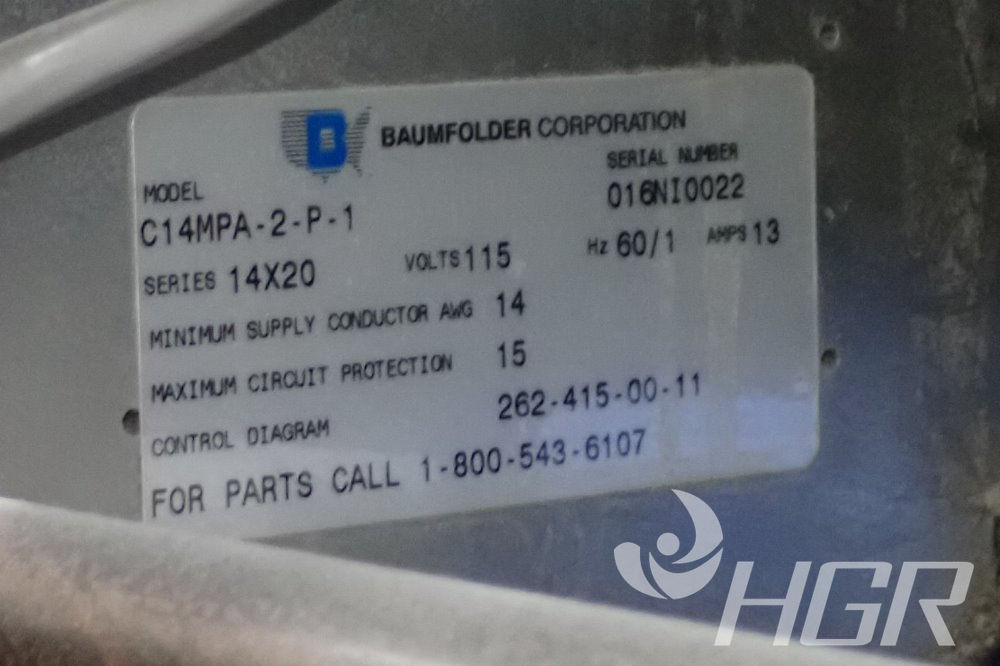 B BAUMFOLDER CORPORATION
MODEL
C14MPA-2-P-1
SERIAL NUMBER
016NI0022
SERIES 14X20 VOLTS 115 Hz 60/1 AMPS 13
MINIMUM SUPPLY CONDUCTOR AWG 14
MAXIMUM CIRCUIT PROTECTION 15
CONTROL DIAGRAM 262-415-00-11
FOR PARTS CALL 1-800-543-6107
HGR